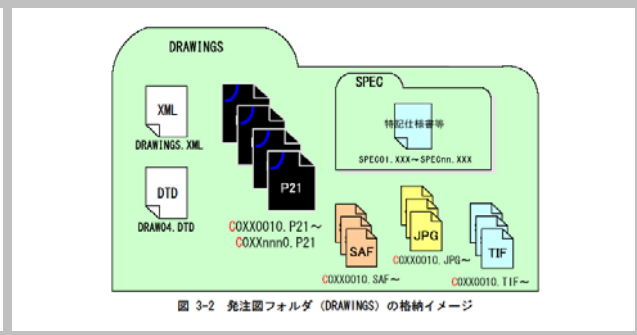 DRAWINGS
SPEC
XML
特記仕様書等
DRAWINGS.XML
SPEC01.XXX～SPECnn.XXX
DTD
P21
DRAW04.DTD
COXX0010.P21～
COXXnnn0.P21
SAF
JPG
TIF
COXX0010.JPG～
COXX0010.SAF～
COXX0010.TIF～
図 3-2 発注図フォルダ（DRAWINGS）の格納イメージ